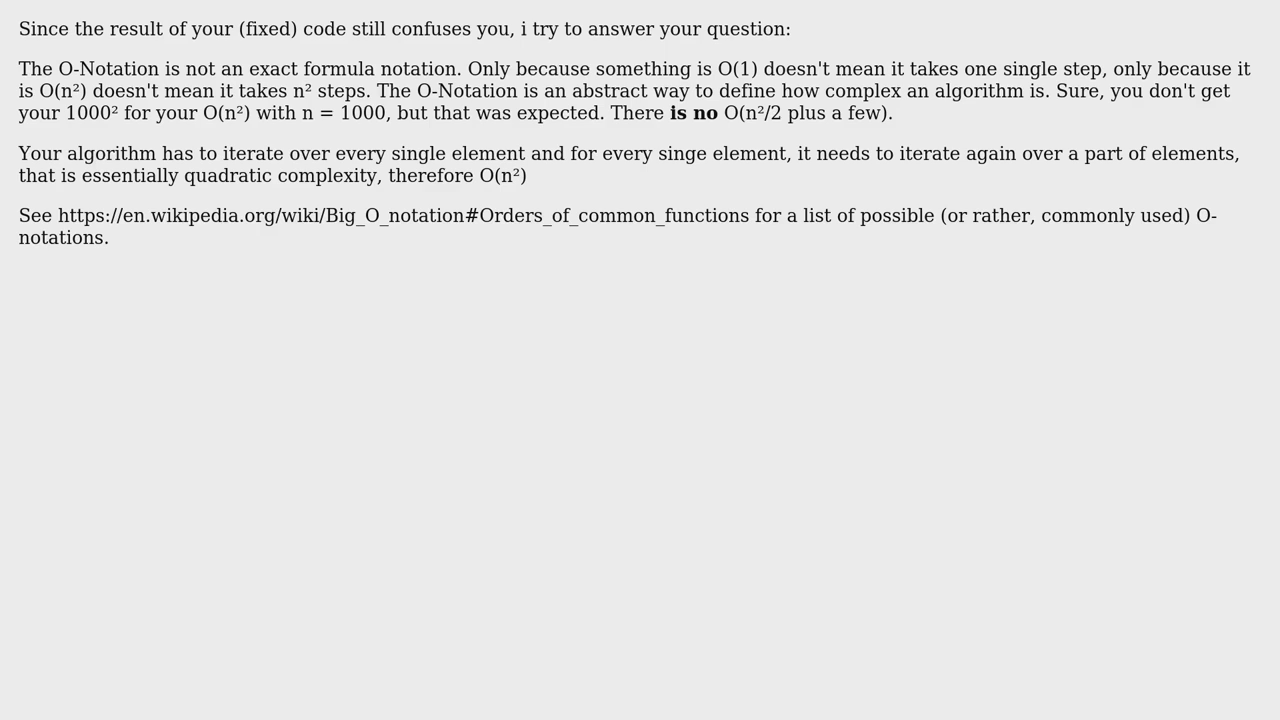 Since the result of your (fixed) code still confuses you, i try to answer your question:
The O-Notation is not an exact formula notation. Only because something is O(1) doesn't mean it takes one single step, only because it
is O(n²) doesn't mean it takes n² steps. The O-Notation is an abstract way to define how complex an algorithm is. Sure, you don't get
your 1000² for your O(n²) with n = 1000, but that was expected. There is no O(n²/2 plus a few).
Your algorithm has to iterate over every single element and for every singe element, it needs to iterate again over a part of elements,
that is essentially quadratic complexity, therefore O(n²)
See https://en.wikipedia.org/wiki/Big_O_notation#Orders_of_common_functions for a list of possible (or rather, commonly used) O-
notations.